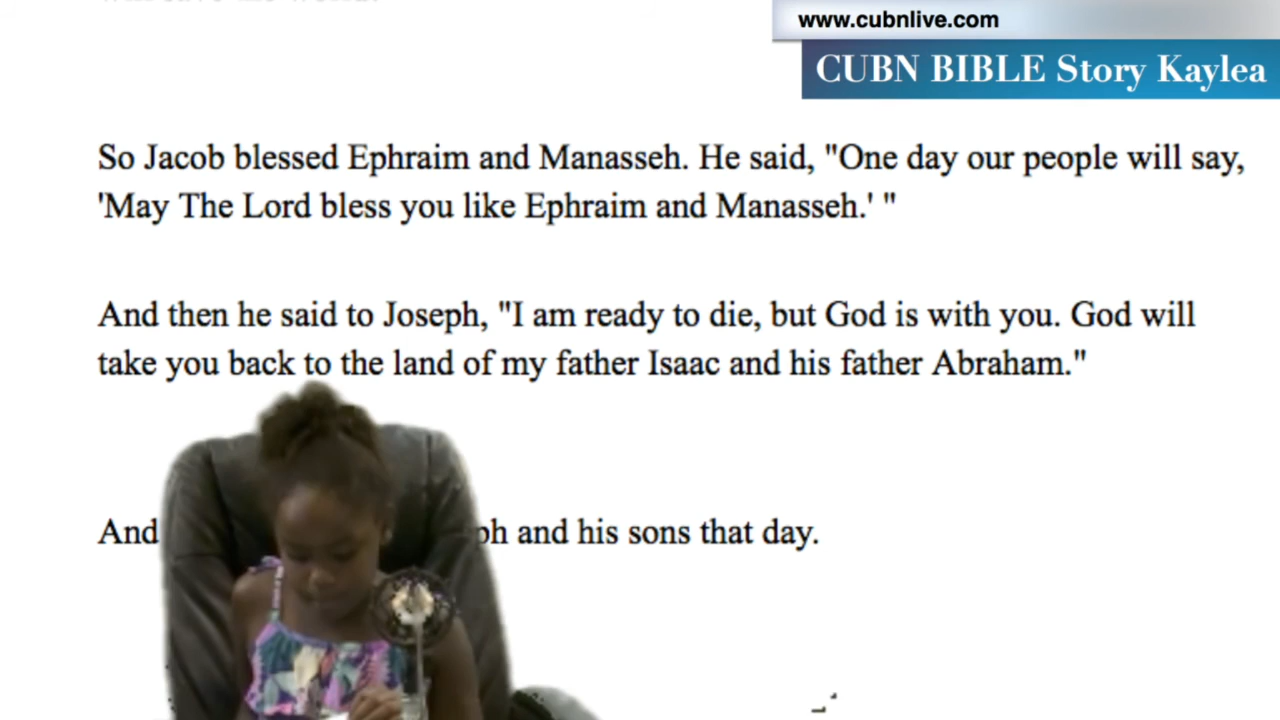 www.cubnlive.com
CUBN BIBLE Story Kaylea
So Jacob blessed Ephraim and Manasseh. He said, "One day our people will say,
'May The Lord bless you like Ephraim and Manasseh.' "
And then he said to Joseph, "I am ready to die, but God is with you. God will
take you back to the land of my father Isaac and his father Abraham."
And ph and his sons that day.